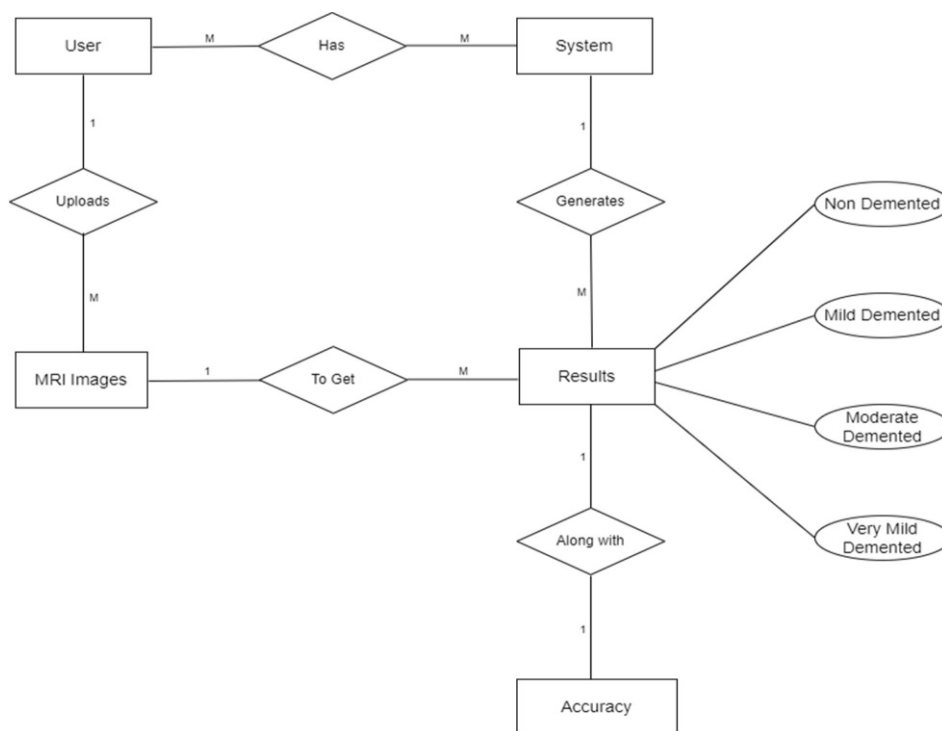 User
M
Has
M
System
1
1
Uploads
Generates
Non Demented
M
M
Mild Demented
MRI Images
1
To Get
M
Results
Moderate
Demented
1
Along with
Very Mild
Demented
1
Accuracy